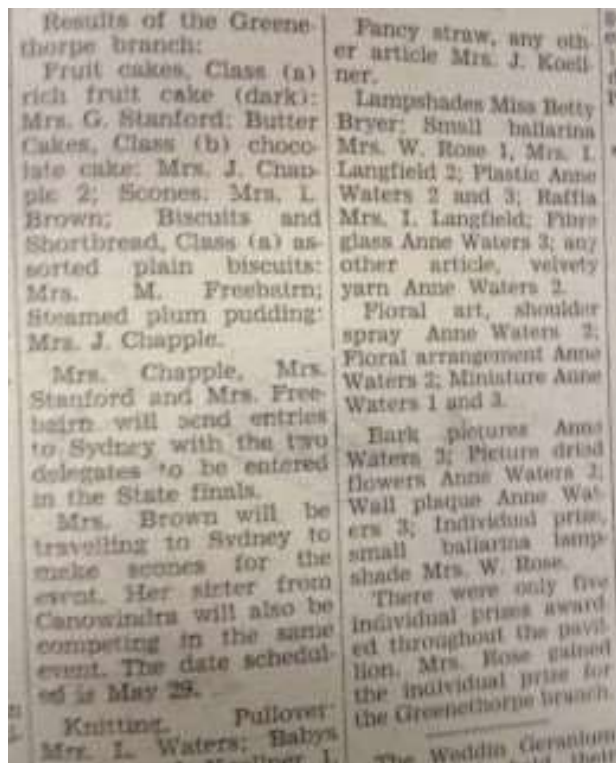 Results of the Greene-
thorpe branch:
Fruit cakes, Class (a)
rich fruit cake (dark):
Mrs. G. Stanford; Butter
Cakes, Class (b) choco-
late cake: Mrs. J. Chap-
ple 2; Scones. Mrs. L.
Brown; Biscuits and
Shortbread, Class (a) as-
sorted plain biscuits:
Mrs. M. Freebairn;
Steamed plum pudding:
Mrs. J. Chapple.
Mrs. Chapple, Mrs.
Stanford and Mrs. Free-
bairn will send entries
to Sydney with the two
delegates to be entered
in the State finals.
Mrs. Brown will be
travelling to Sydney to
make scones for the
event. Her sister from
Canowindra will also be
competing in the same
event. The date schedul-
ed is May 29.
Knitting, Pullover
Mrs. L. Waters; Babys
Fancy straw, any oth-
er article Mrs. J. Koell-
ner.
Lampshades Miss Betty
Bryer; Small ballarina
Mrs. W. Rose 1, Mrs. I.
Langfield 2; Plastic Anne
Waters 2 and 3; Raffia
Mrs. I. Langfield; Fibre
glass Anne Waters 3; any
other article, velvety
yarn Anne Waters 2.
Floral art, shoulder
spray Anne Waters 2;
Floral arrangement Anne
Waters 2; Miniature Anne
Waters 1 and 3.
Bark pictures Anne
Waters 3; Picture dried
flowers Anne Waters
Wall plaque Anne Wat-
ers 3; Individual prize,
small ballarina lamp-
shade Mrs. W. Rose.
There were only five
individual prizes award
ed throughout the pavi-
lion. Mrs. Rose gained
the individual prize for
the Greenethorpe branch
The Weddin Geranium